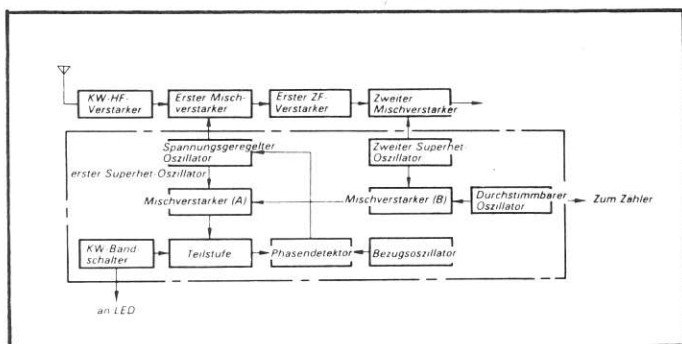 KW-HF-
Verstarker
Erster Misch-
verstarker
Erster ZF-
Verstarker
Zweiter
Mischverstarker
Spannungsgeregelter
Oszillator
Zweiter Superhet-
Oszillator
erster Superhet-Oszillator
Mischverstarker (A)
Mischverstarker (B)
Durchstimmbarer
Oszillator
Zum Zahler
KW-Band
schalter
Teilstufe
Phasendetektor
Bezugsoszillator
an LED